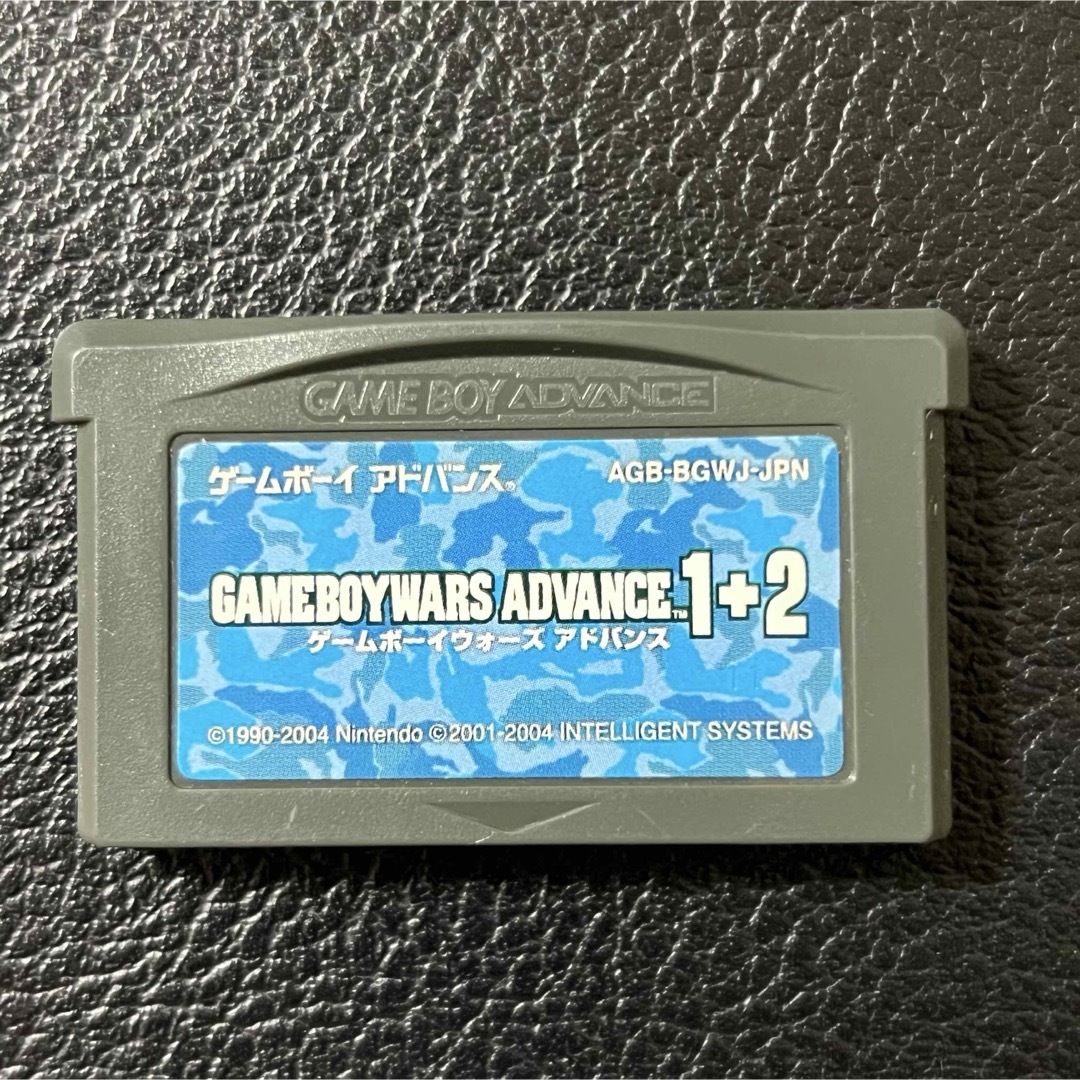 GAME BOY ADVANCE
ゲームボーイ アドバンス® AGB-BGWJ-JPN
GAMEBOYWARS ADVANCE™1+2
ゲームボーイウォーズ アドバンス
©1990-2004 Nintendo ©2001-2004 INTELLIGENT SYSTEMS